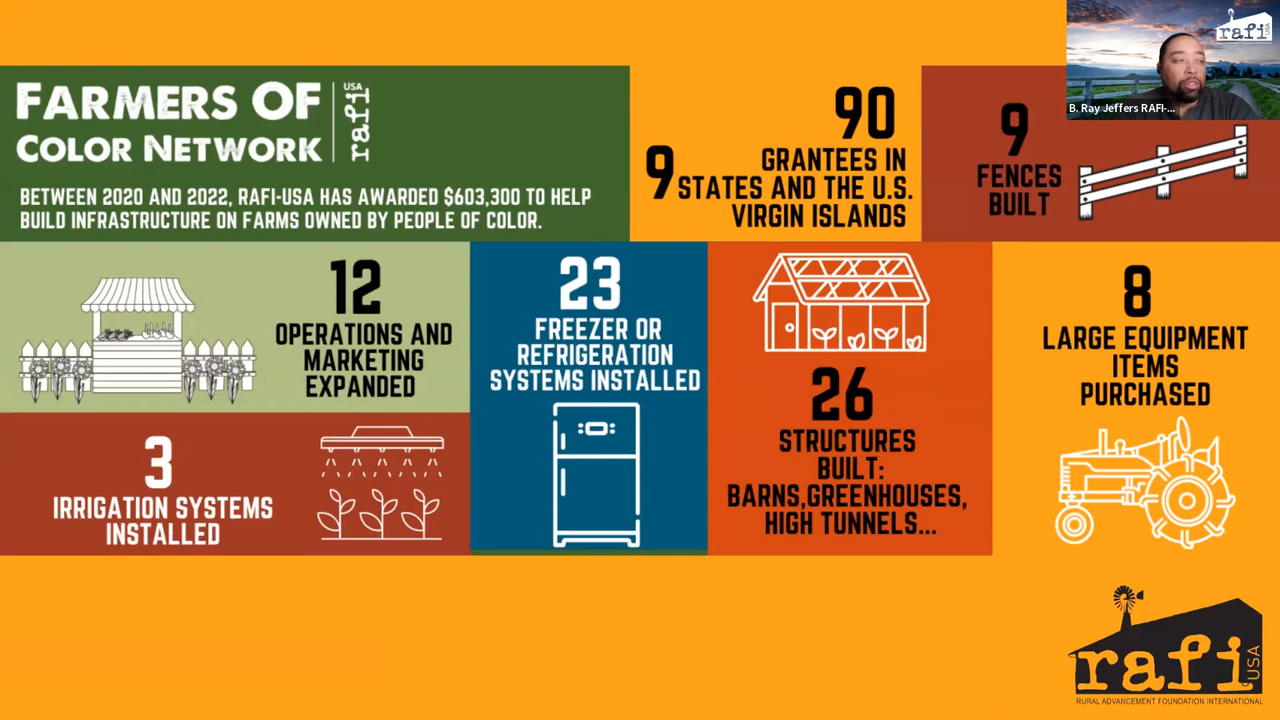 FARMERS OF
COLOR NETWORK
rafi
USA
BETWEEN 2020 AND 2022, RAFI-USA HAS AWARDED $603,300 TO HELP
BUILD INFRASTRUCTURE ON FARMS OWNED BY PEOPLE OF COLOR.
90
GRANTEES IN
9 STATES AND THE U.S.
VIRGIN ISLANDS
9
FENCES
BUILT
rafi
USA
B. Ray Jeffers RAFI-...
12
OPERATIONS AND
MARKETING
EXPANDED
23
FREEZER OR
REFRIGERATION
SYSTEMS INSTALLED
26
STRUCTURES
BUILT:
BARNS,GREENHOUSES,
HIGH TUNNELS...
8
LARGE EQUIPMENT
ITEMS
PURCHASED
3
IRRIGATION SYSTEMS
INSTALLED
rafi
USA
RURAL ADVANCEMENT FOUNDATION INTERNATIONAL